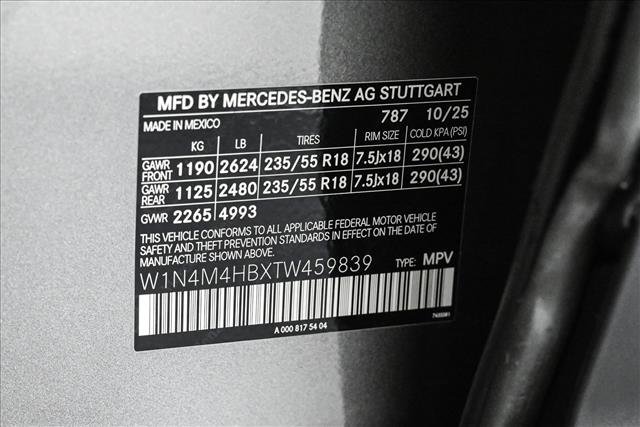 MFD BY MERCEDES-BENZ AG STUTTGART
MADE IN MEXICO 787 10/25
KG LB TIRES RIM SIZE COLD KPA (PSI)
GAWR FRONT 1190 2624 235/55 R18 7.5Jx18 290(43)
GAWR REAR 1125 2480 235/55 R18 7.5Jx18 290(43)
GVWR 2265 4993
THIS VEHICLE CONFORMS TO ALL APPLICABLE FEDERAL MOTOR VEHICLE
SAFETY AND THEFT PREVENTION STANDARDS IN EFFECT ON THE DATE OF
MANUFACTURE SHOWN ABOVE.
W1N4M4HBXTW459839 TYPE: MPV
A 000 817 54 04